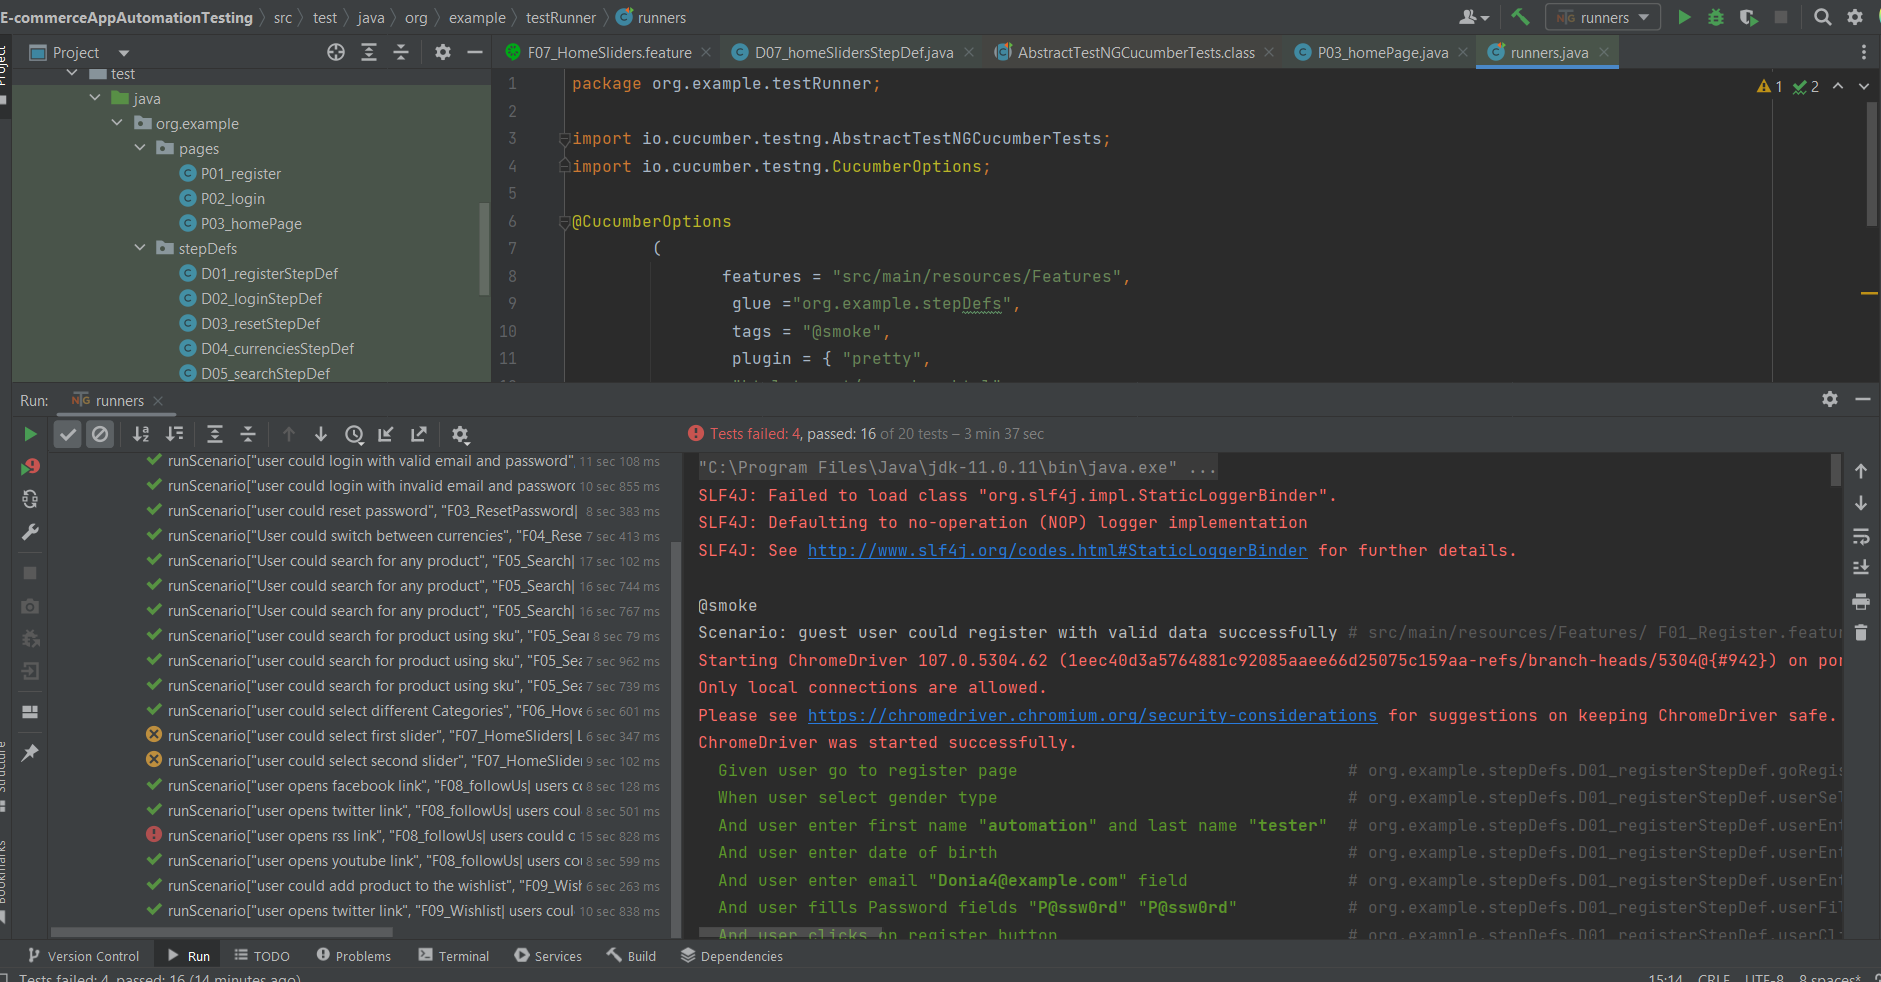 E-commerceAppAutomationTesting src test java org example testRunner runners
runners
Project
F07_HomeSliders.feature D07_homeSlidersStepDef.java AbstractTestNGCucumberTests.class P03_homePage.java runners.java
Project
test
java
org.example
pages
P01_register
P02_login
P03_homePage
stepDefs
D01_registerStepDef
D02_loginStepDef
D03_resetStepDef
D04_currenciesStepDef
D05_searchStepDef
1 package org.example.testRunner;
1 2
2
3 import io.cucumber.testng.AbstractTestNGCucumberTests;
4 import io.cucumber.testng.CucumberOptions;
5
6 @CucumberOptions
7 (
8 features = "src/main/resources/Features",
9 glue ="org.example.stepDefs",
10 tags = "@smoke",
11 plugin = { "pretty",
Run: runners
Tests failed: 4, passed: 16 of 20 tests – 3 min 37 sec
runScenario["user could login with valid email and password", 11 sec 108 ms
runScenario["user could login with invalid email and password 10 sec 855 ms
runScenario["user could reset password", "F03_ResetPassword| 8 sec 383 ms
runScenario["User could switch between currencies", "F04_Rese 7 sec 413 ms
runScenario["User could search for any product", "F05_Search| 17 sec 102 ms
runScenario["User could search for any product", "F05_Search| 16 sec 744 ms
runScenario["User could search for any product", "F05_Search| 16 sec 767 ms
runScenario["user could search for product using sku", "F05_Sear 8 sec 79 ms
runScenario["user could search for product using sku", "F05_Sea 7 sec 962 ms
runScenario["user could search for product using sku", "F05_Sea 7 sec 739 ms
runScenario["user could select different Categories", "F06_Hove 6 sec 601 ms
runScenario["user could select first slider", "F07_HomeSliders| L 6 sec 347 ms
runScenario["user could select second slider", "F07_HomeSlider 9 sec 102 ms
runScenario["user opens facebook link", "F08_followUs| users cc 8 sec 128 ms
runScenario["user opens twitter link", "F08_followUs| users coul 8 sec 501 ms
runScenario["user opens rss link", "F08_followUs| users could o 15 sec 828 ms
runScenario["user opens youtube link", "F08_followUs| users cou 8 sec 599 ms
runScenario["user could add product to the wishlist", "F09_Wish 6 sec 263 ms
runScenario["user opens twitter link", "F09_Wishlist| users coul 10 sec 838 ms
"C:\Program Files\Java\jdk-11.0.11\bin\java.exe" ...
SLF4J: Failed to load class "org.slf4j.impl.StaticLoggerBinder".
SLF4J: Defaulting to no-operation (NOP) logger implementation
SLF4J: See http://www.slf4j.org/codes.html#StaticLoggerBinder for further details.
@smoke
Scenario: guest user could register with valid data successfully # src/main/resources/Features/ F01_Register.featur
Starting ChromeDriver 107.0.5304.62 (1eec40d3a5764881c92085aaee66d25075c159aa-refs/branch-heads/5304@{#942}) on por
Only local connections are allowed.
Please see https://chromedriver.chromium.org/security-considerations for suggestions on keeping ChromeDriver safe.
ChromeDriver was started successfully.
Given user go to register page # org.example.stepDefs.D01_registerStepDef.goRegis
When user select gender type # org.example.stepDefs.D01_registerStepDef.userSel
And user enter first name "automation" and last name "tester" # org.example.stepDefs.D01_registerStepDef.userEnt
And user enter date of birth # org.example.stepDefs.D01_registerStepDef.userEnt
And user enter email "Donia4@example.com" field # org.example.stepDefs.D01_registerStepDef.userEnt
And user fills Password fields "P@ssw0rd" "P@ssw0rd" # org.example.stepDefs.D01_registerStepDef.userFil
And user clicks on register button # org.example.stepDefs.D01_registerStepDef.userCl
Structure
Bookmarks
Version Control Run TODO Problems Terminal Services Build Dependencies
Tests failed: 4, passed: 16 (14 minutes ago) 15:14 CRLF UTF-8 8 spaces*